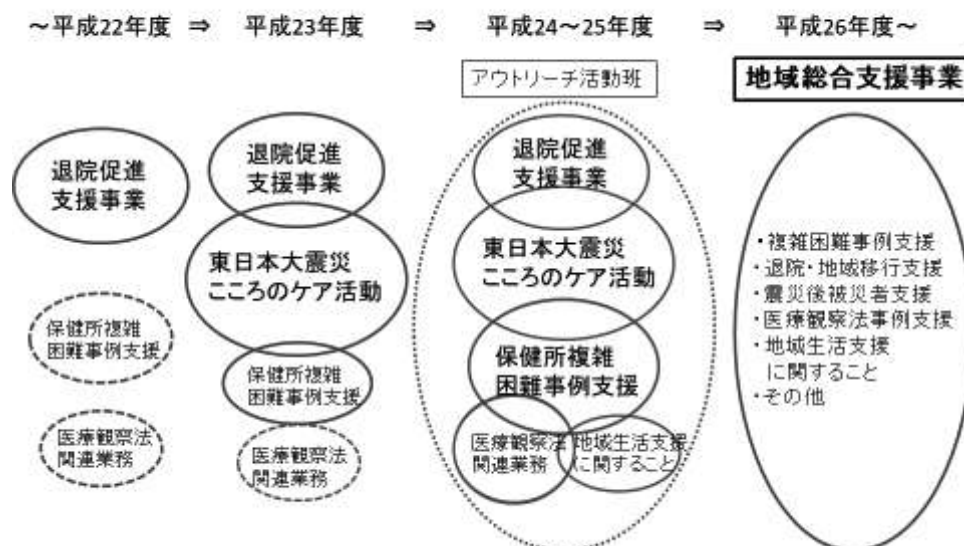 ～平成22年度 ⇒ 平成23年度 ⇒ 平成24～25年度 ⇒ 平成26年度～
アウトリーチ活動班
地域総合支援事業
退院促進
支援事業
保健所複雑
困難事例支援
医療観察法
関連業務
退院促進
支援事業
東日本大震災
こころのケア活動
保健所複雑
困難事例支援
医療観察法
関連業務
退院促進
支援事業
東日本大震災
こころのケア活動
保健所複雑
困難事例支援
医療観察法
関連業務
地域生活支援
に関すること
・複雑困難事例支援
・退院・地域移行支援
・震災後被災者支援
・医療観察法事例支援
・地域生活支援
に関すること
・その他